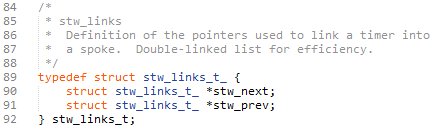 84 /*
85  * stw_links
86  *  Definition of the pointers used to link a timer into
87  *  a spoke.  Double-linked list for efficiency.
88  */
89 typedef struct stw_links_t_ {
90     struct stw_links_t_ *stw_next;
91     struct stw_links_t_ *stw_prev;
92 } stw_links_t;